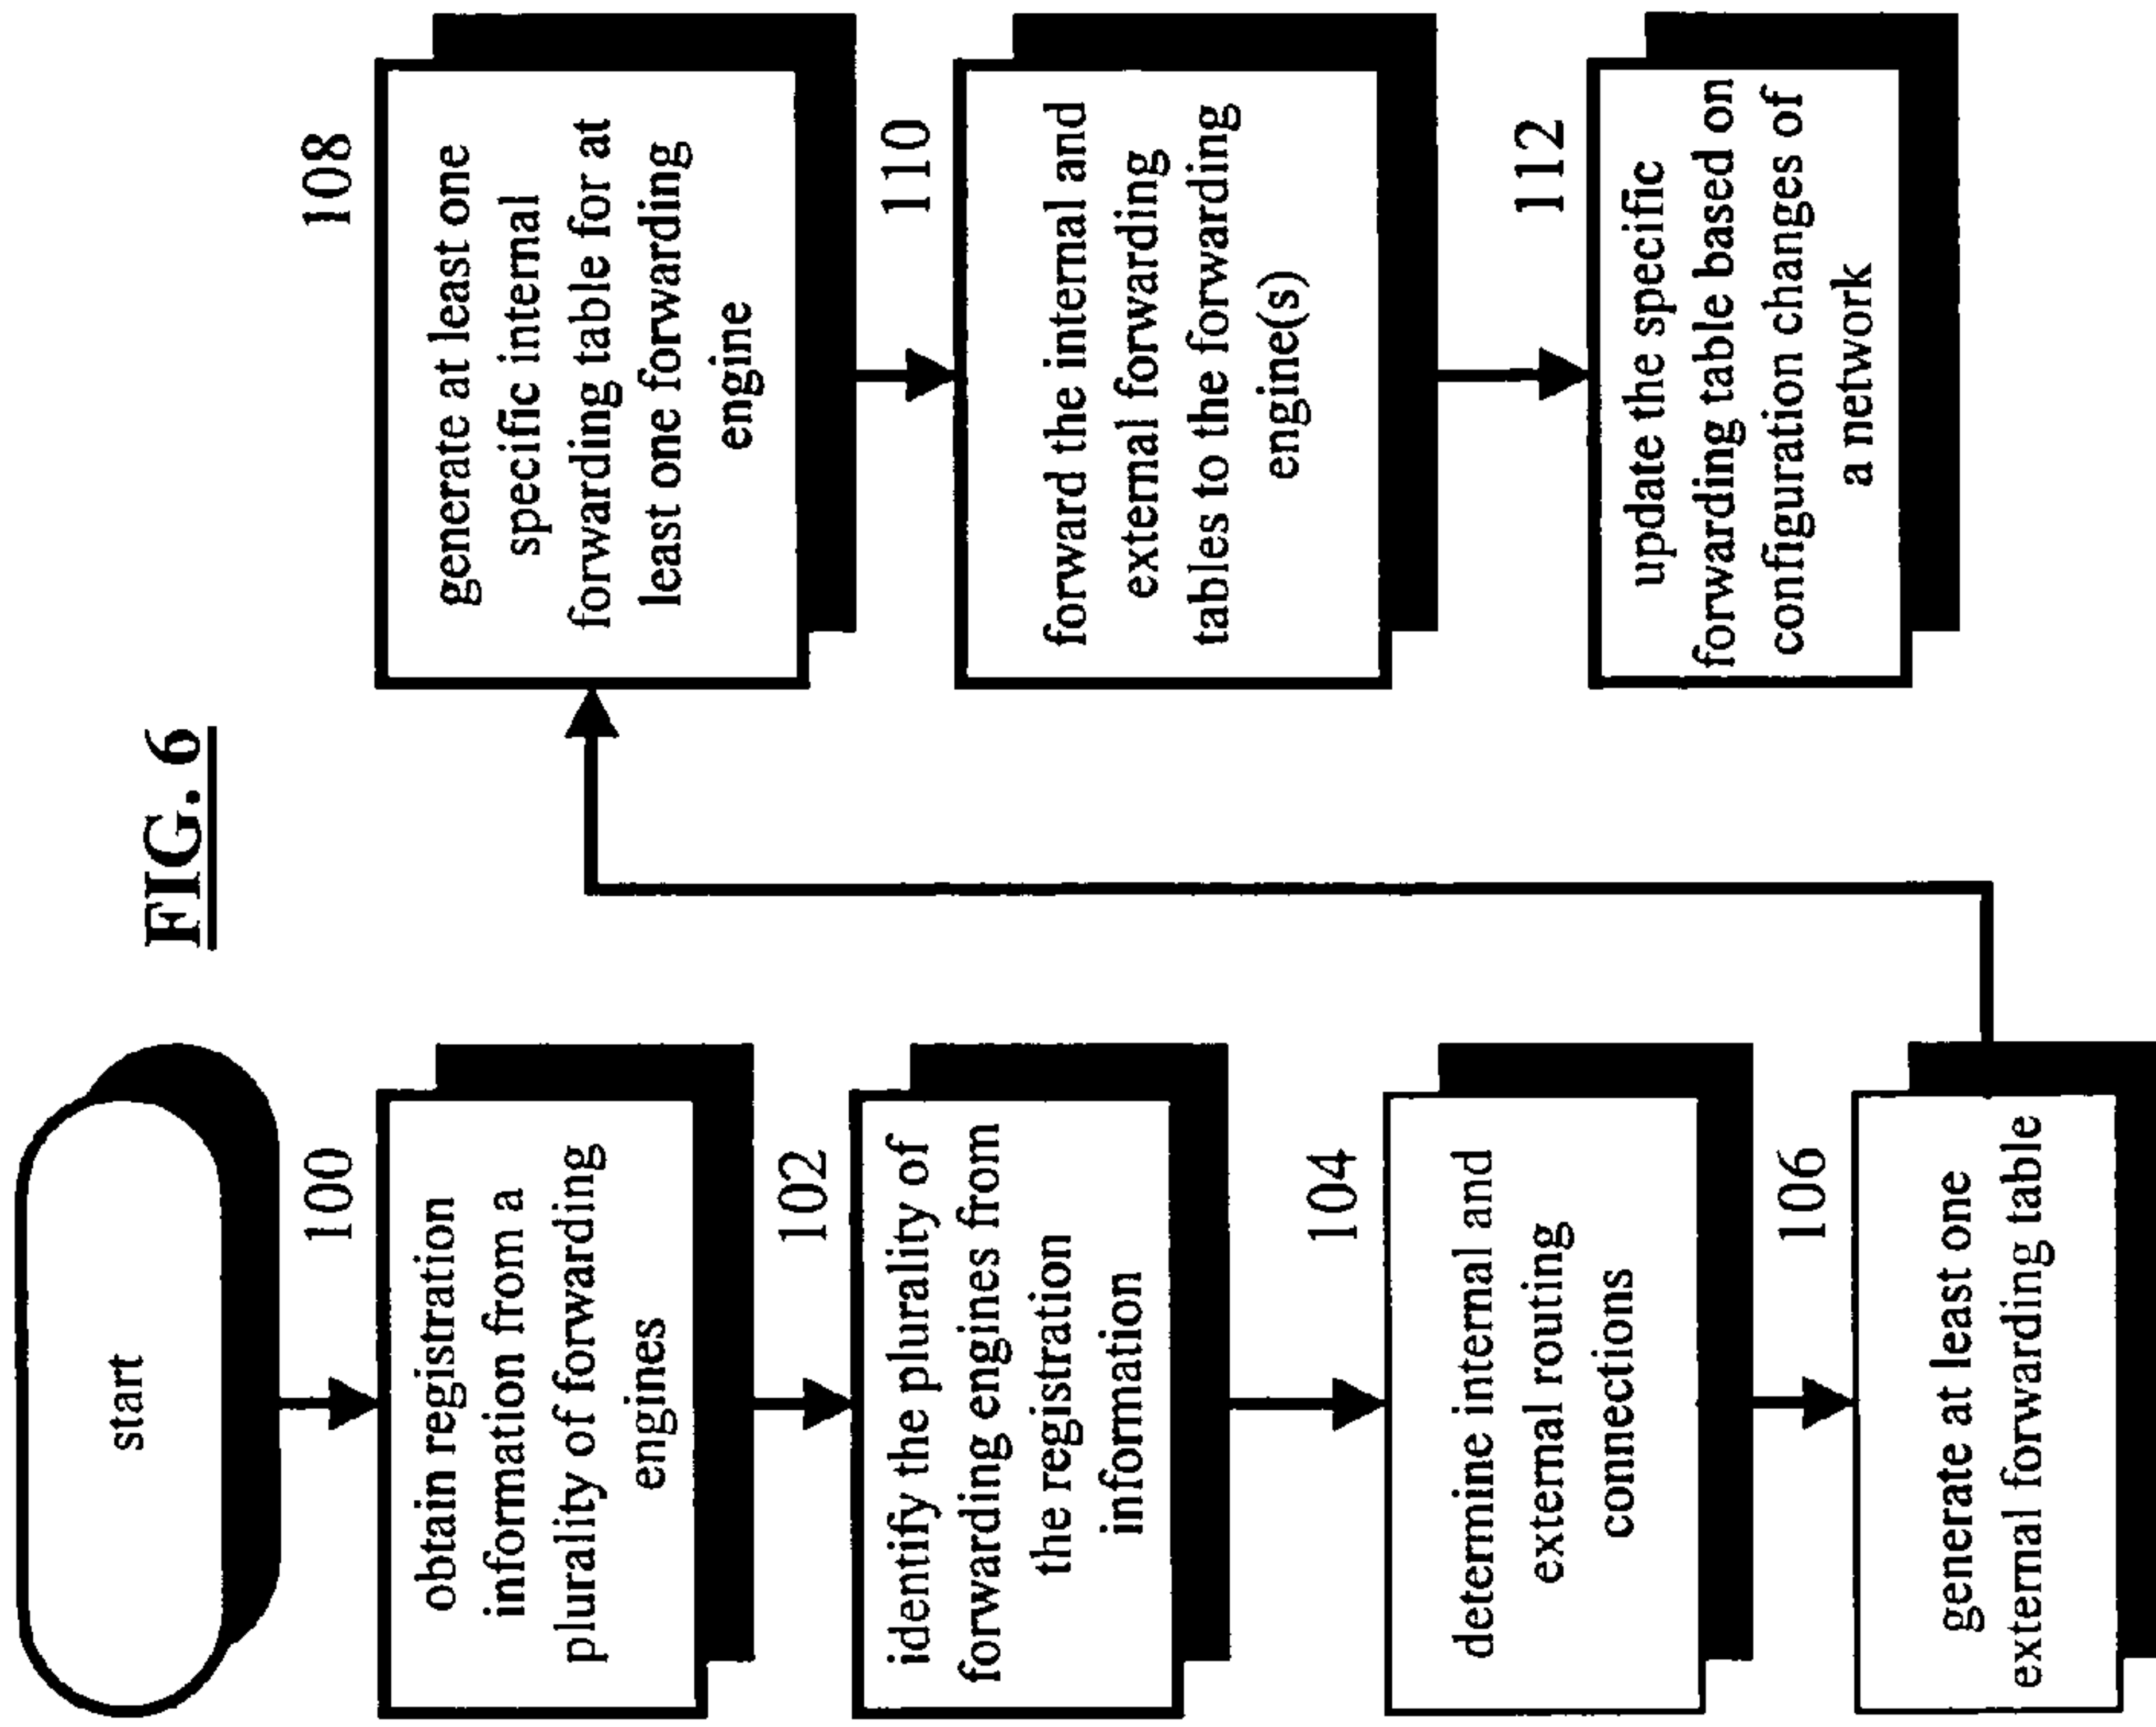 FIG. 6
start
100
obtain registration
information from a
plurality of forwarding
engines
102
identify the plurality of
forwarding engines from
the registration
information
104
determine internal and
external routing
connections
106
generate at least one
external forwarding table
108
generate at least one
specific internal
forwarding table for at
least one forwarding
engine
110
forward the internal and
external forwarding
tables to the forwarding
engine(s)
112
update the specific
forwarding table based on
configuration changes of
a network